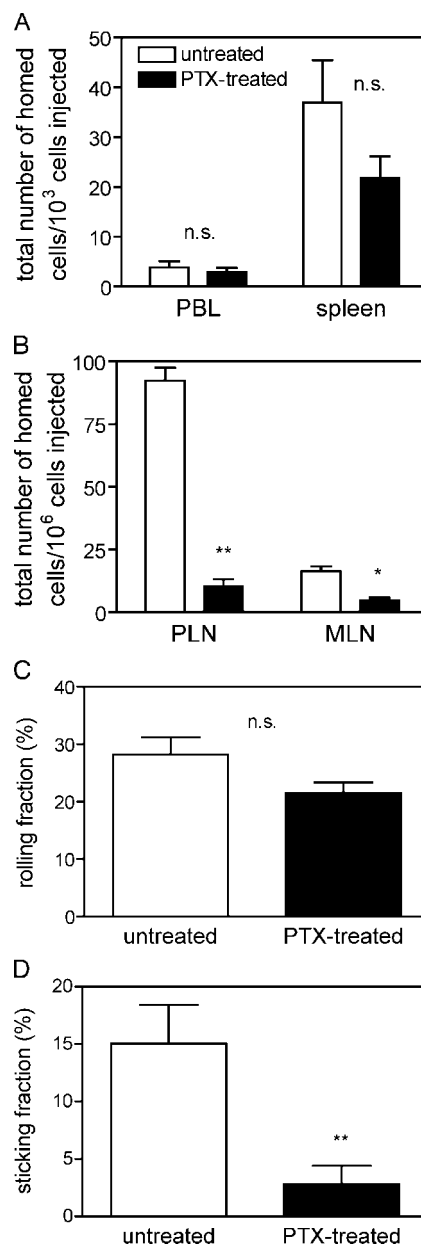 A
total number of homed
cells/10³ cells injected
50
40
30
20
10
0
untreated
PTX-treated
n.s.
n.s.
PBL spleen
B
total number of homed
cells/10⁶ cells injected
100
75
50
25
0
**
*
PLN MLN
C
rolling fraction (%)
40
30
20
10
0
n.s.
untreated PTX-treated
D
sticking fraction (%)
20
15
10
5
0
**
untreated PTX-treated